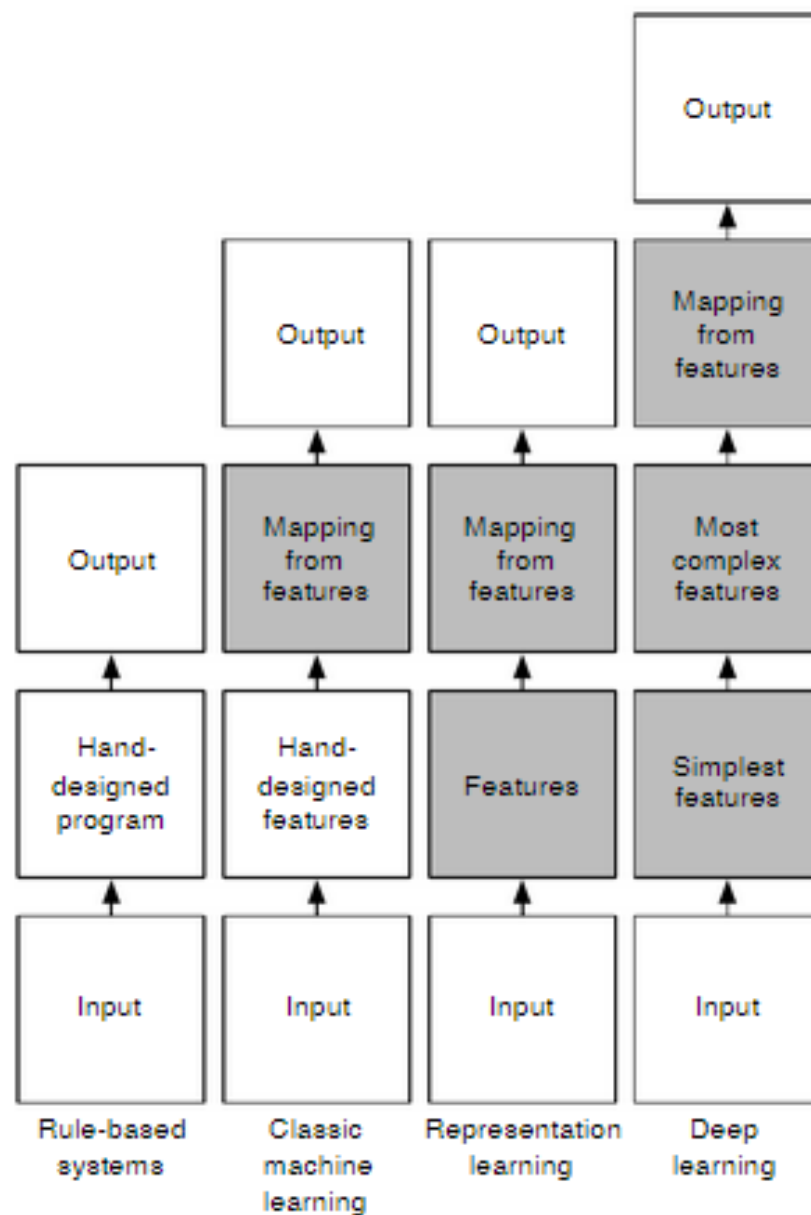 Output
Output
Output
Mapping
from
features
Output
Mapping
from
features
Mapping
from
features
Most
complex
features
Hand-
designed
program
Hand-
designed
features
Features
Simplest
features
Input
Input
Input
Input
Rule-based
systems
Classic
machine
learning
Representation
learning
Deep
learning